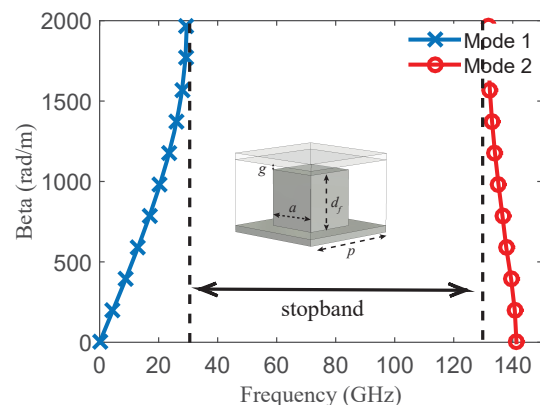 2000
1500
1000
500
0
Beta (rad/m)
Mode 1
Mode 2
g
a
d_f
p
stopband
0 20 40 60 80 100 120 140
Frequency (GHz)